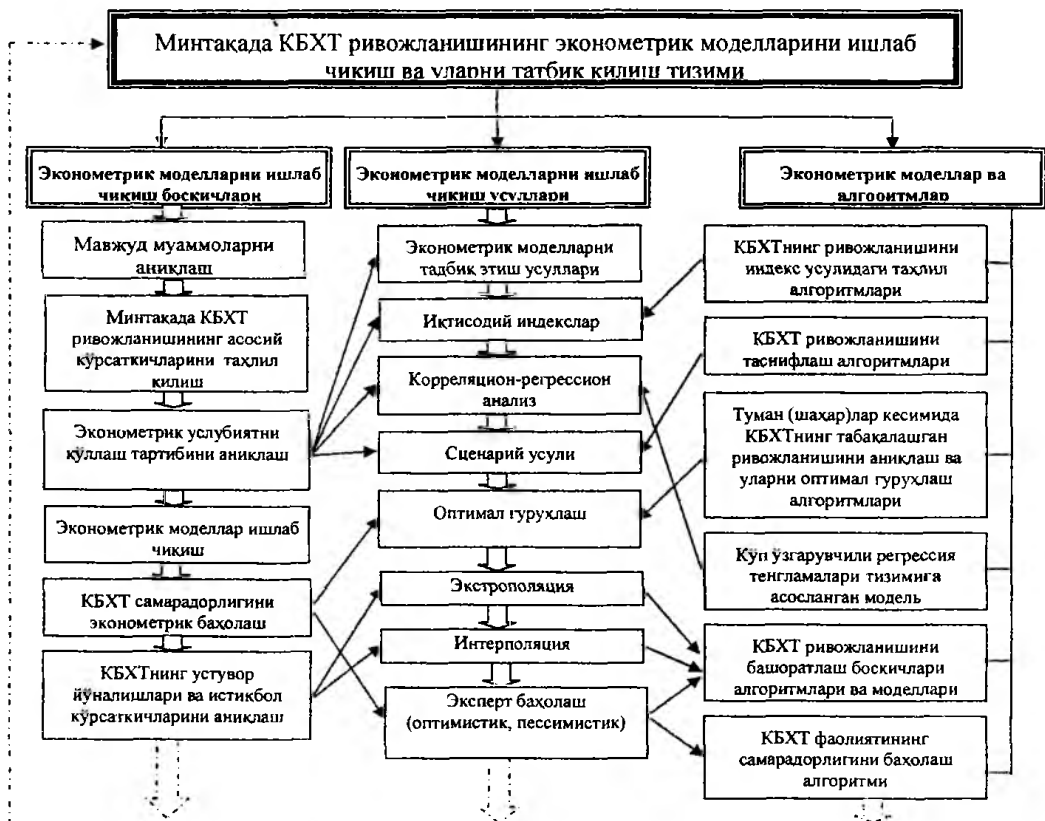 Минтақада КБХТ ривожланишининг эконометрик моделларини ишлаб
чиқиш ва уларни татбиқ қилиш тизими
Эконометрик моделларни ишлаб
чиқиш босқичлари
Мавжуд муаммоларни
аниқлаш
Минтақада КБХТ
ривожланишининг асосий
кўрсаткичларини таҳлил
қилиш
Эконометрик услубиятни
қўллаш тартибини аниқлаш
Эконометрик моделлар ишлаб
чиқиш
КБХТ самарадорлигини
эконометрик баҳолаш
КБХТнинг устувор
йўналишлари ва истиқбол
кўрсаткичларини аниқлаш
Эконометрик моделларни ишлаб
чиқиш усуллари
Эконометрик моделларни
тадбиқ этиш усуллари
Иқтисодий индекслар
Корреляцион-регрессион
анализ
Сценарий усули
Оптимал гуруҳлаш
Экстрополяция
Интерполяция
Эксперт баҳолаш
(оптимистик, пессимистик)
Эконометрик моделлар ва
алгоритмлар
КБХТнинг ривожланишини
индекс усулидаги таҳлил
алгоритмлари
КБХТ ривожланишини
таснифлаш алгоритмлари
Туман (шаҳар)лар кесимида
КБХТнинг табақалашган
ривожланишини аниқлаш ва
уларни оптимал гуруҳлаш
алгоритмлари
Кўп ўзгарувчили регрессия
тенгламалари тизимига
асосланган модель
КБХТ ривожланишини
башоратлаш босқичлари
алгоритмлари ва моделлари
КБХТ фаолиятининг
самарадорлигини баҳолаш
алгоритми